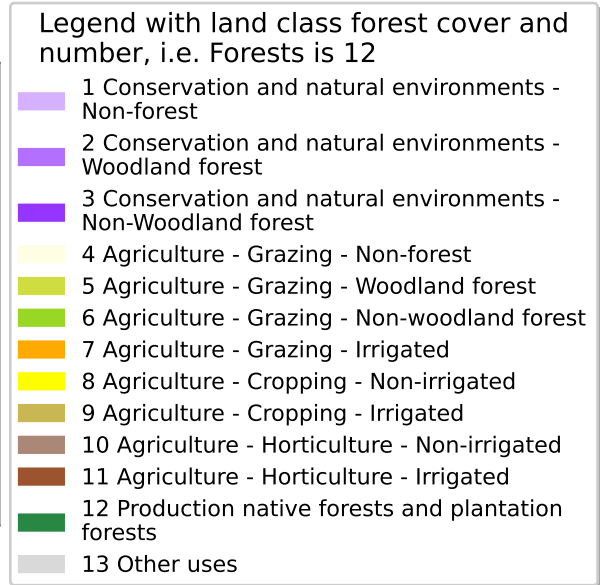 Legend with land class forest cover and
number, i.e. Forests is 12
1 Conservation and natural environments -
Non-forest
2 Conservation and natural environments -
Woodland forest
3 Conservation and natural environments -
Non-Woodland forest
4 Agriculture - Grazing - Non-forest
5 Agriculture - Grazing - Woodland forest
6 Agriculture - Grazing - Non-woodland forest
7 Agriculture - Grazing - Irrigated
8 Agriculture - Cropping - Non-irrigated
9 Agriculture - Cropping - Irrigated
10 Agriculture - Horticulture - Non-irrigated
11 Agriculture - Horticulture - Irrigated
12 Production native forests and plantation
forests
13 Other uses